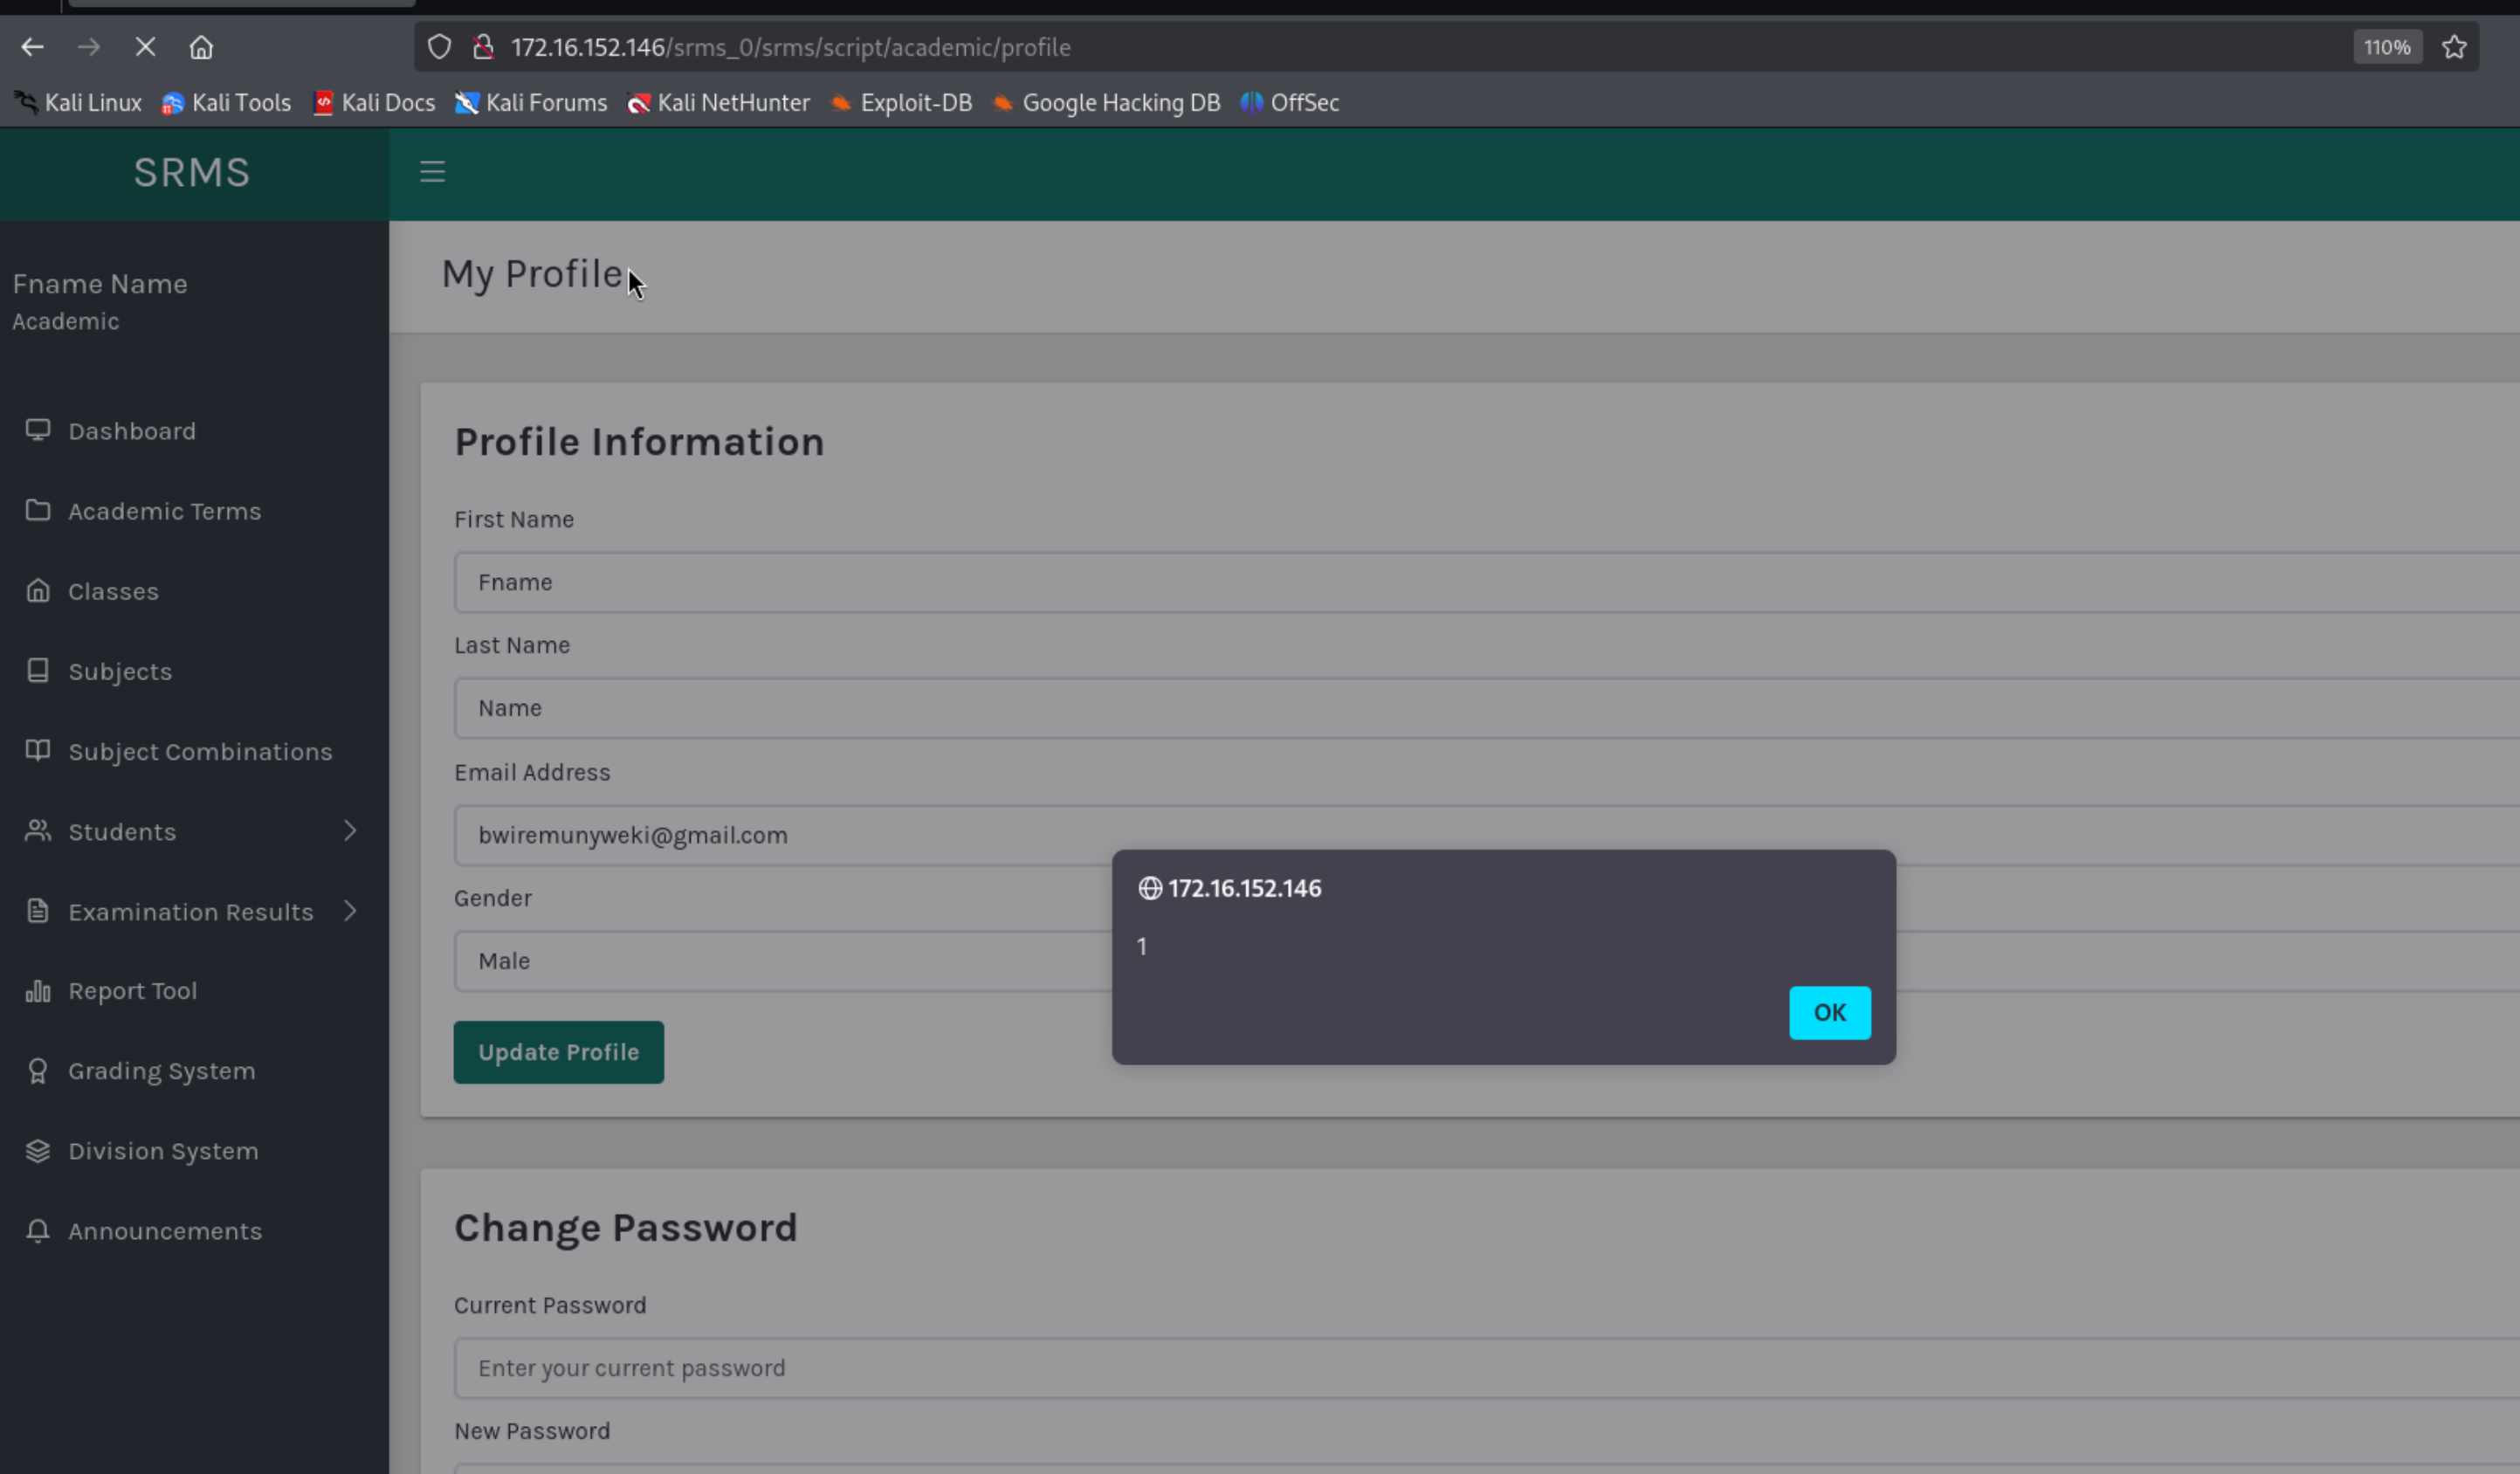 172.16.152.146/srms_0/srms/script/academic/profile
110%
Kali Linux Kali Tools Kali Docs Kali Forums Kali NetHunter Exploit-DB Google Hacking DB OffSec
SRMS
Fname Name
Academic
Dashboard
Academic Terms
Classes
Subjects
Subject Combinations
Students
Examination Results
Report Tool
Grading System
Division System
Announcements
My Profile
Profile Information
First Name
Fname
Last Name
Name
Email Address
bwiremunyweki@gmail.com
Gender
Male
Update Profile
172.16.152.146
1
OK
Change Password
Current Password
Enter your current password
New Password